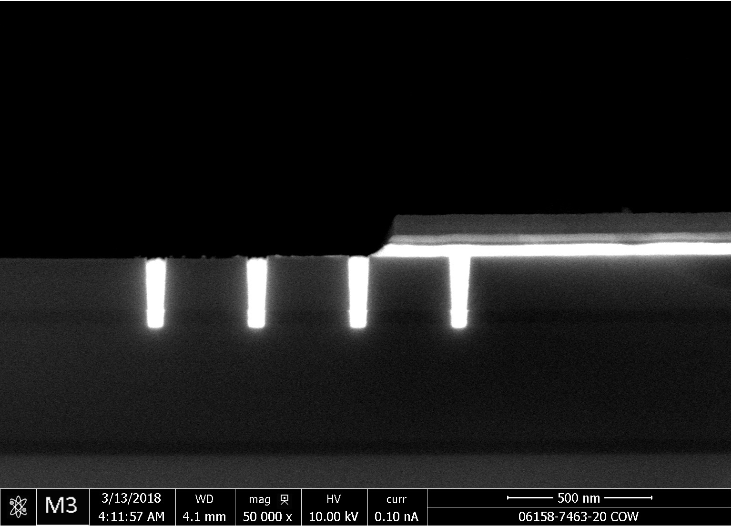 M3
3/13/2018
4:11:57 AM
WD
4.1 mm
mag
50 000 x
HV
10.00 kV
curr
0.10 nA
500 nm
06158-7463-20 COW